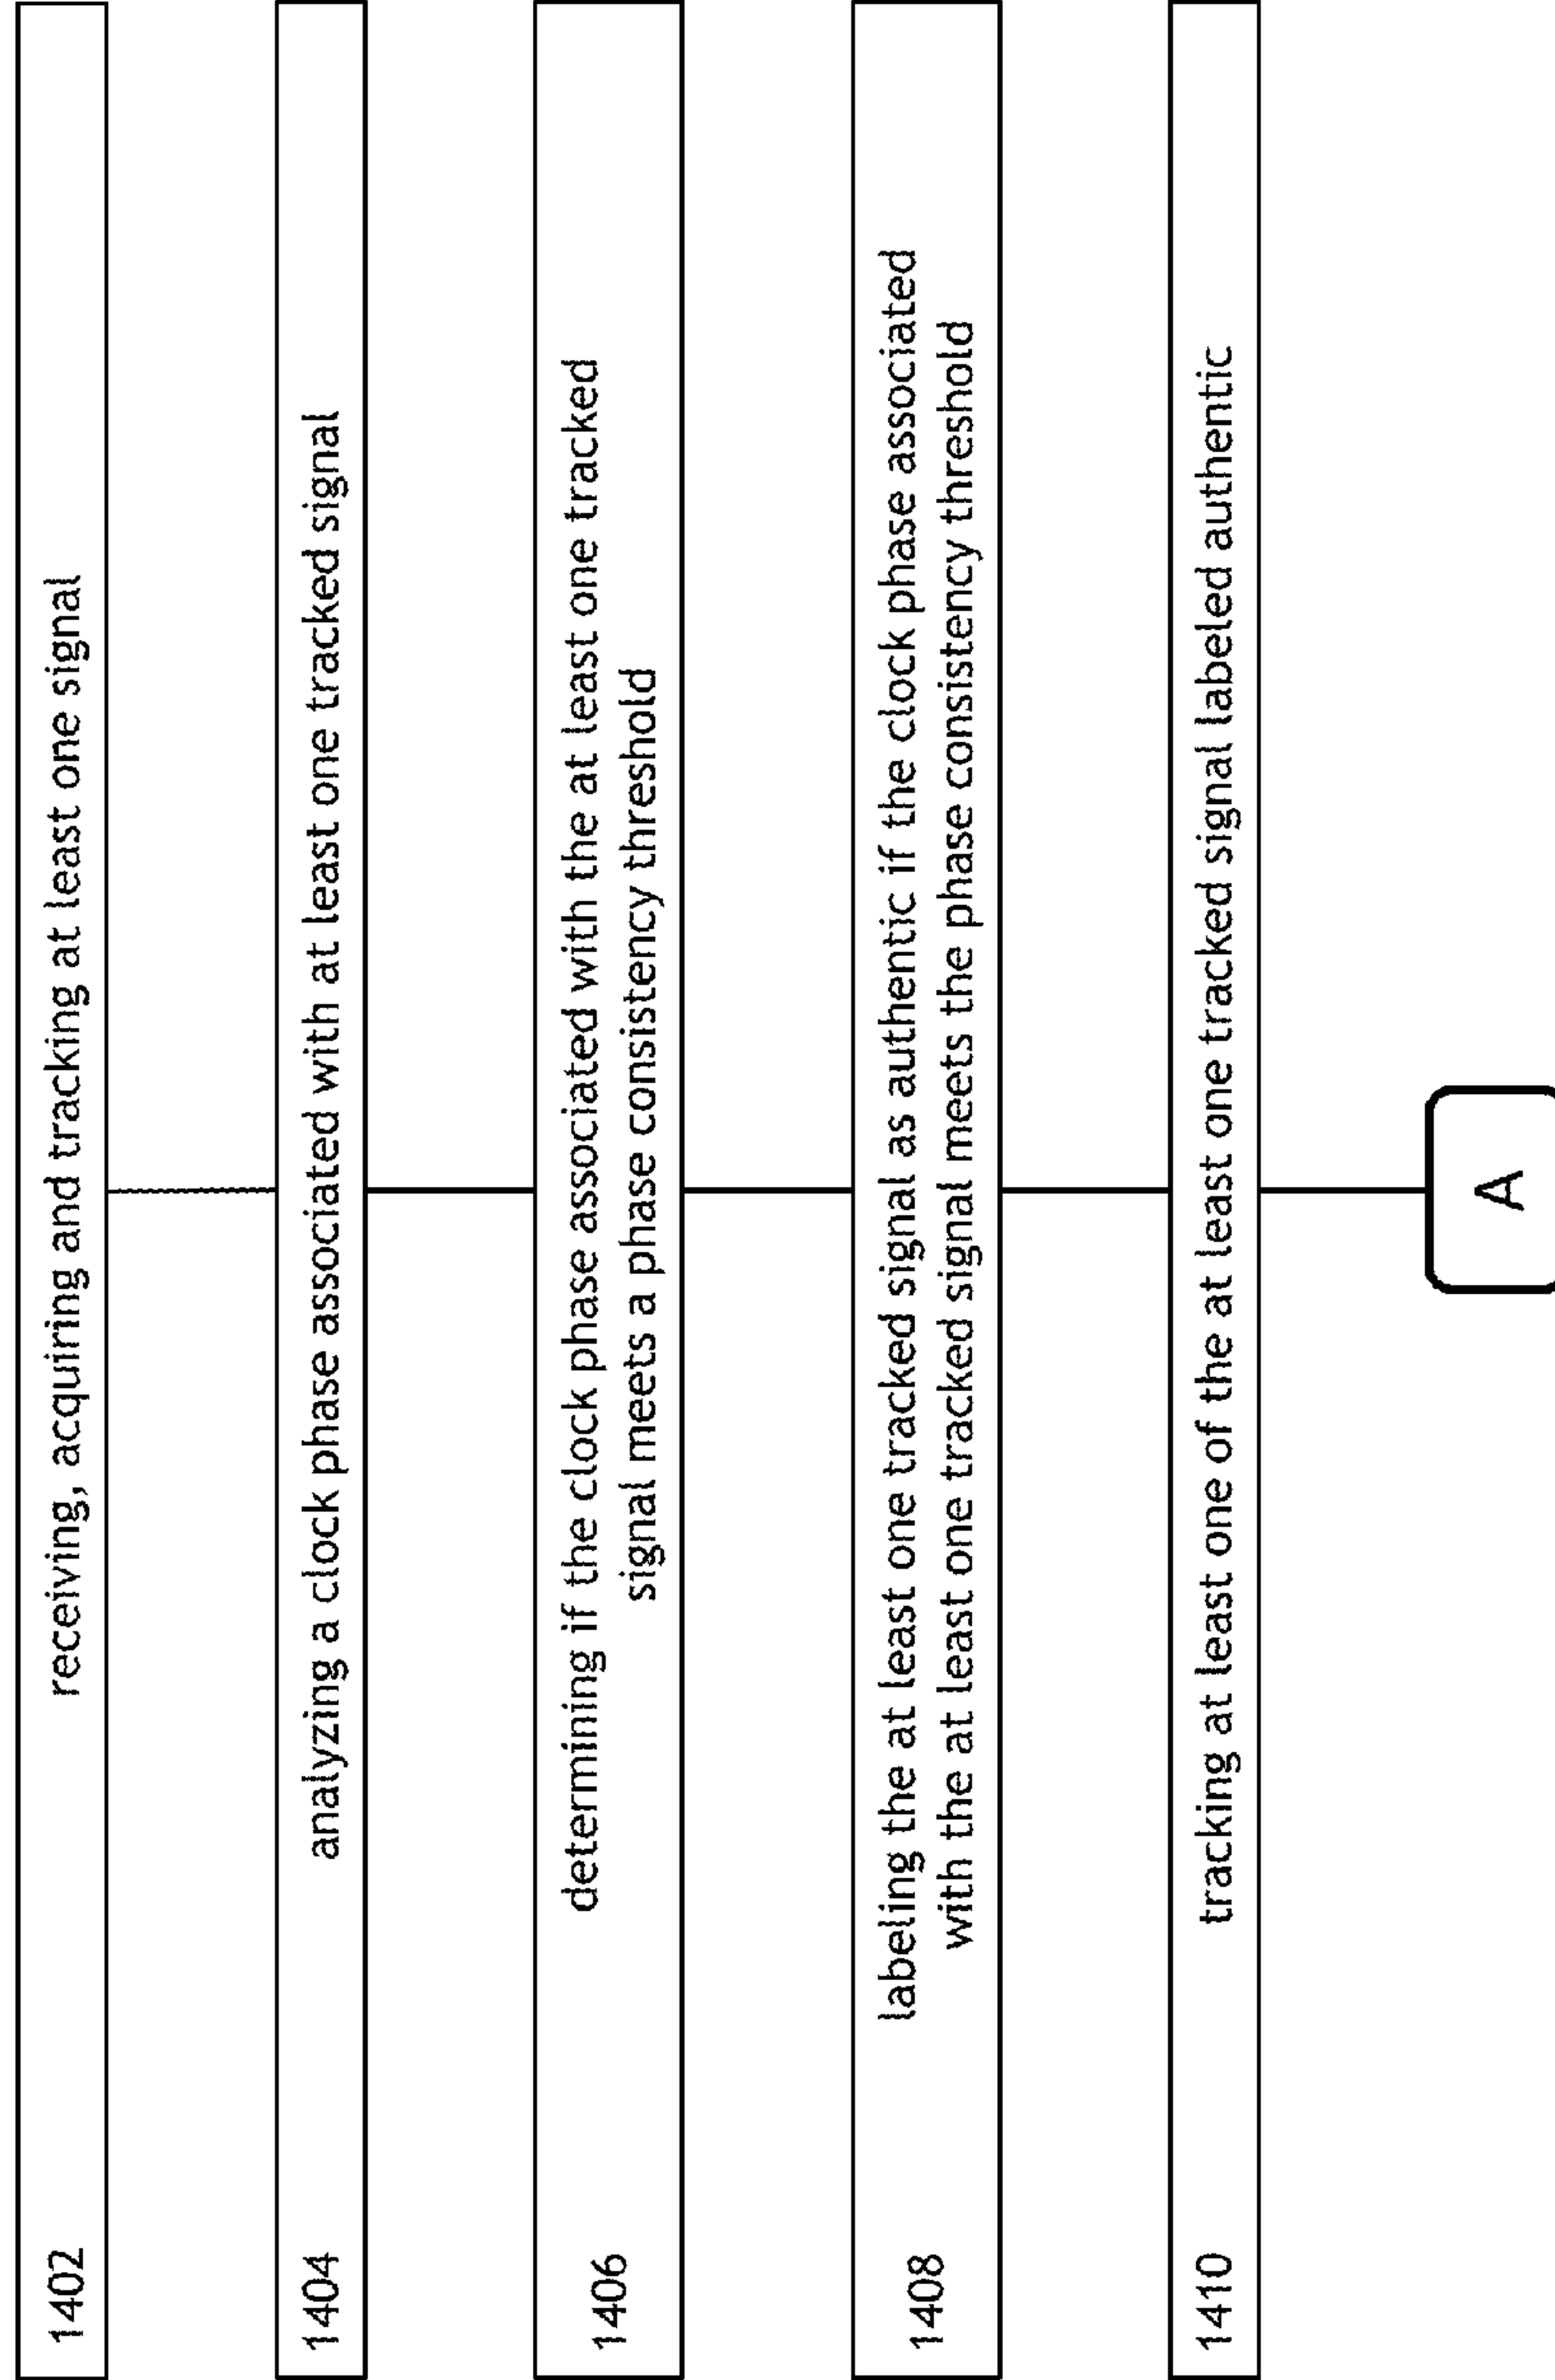 1402
receiving, acquiring and tracking at least one signal
1404
analyzing a clock phase associated with at least one tracked signal
1406
determining if the clock phase associated with the at least one tracked
signal meets a phase consistency threshold
1408
labeling the at least one tracked signal as authentic if the clock phase associated
with the at least one tracked signal meets the phase consistency threshold
1410
tracking at least one of the at least one tracked signal labeled authentic
A